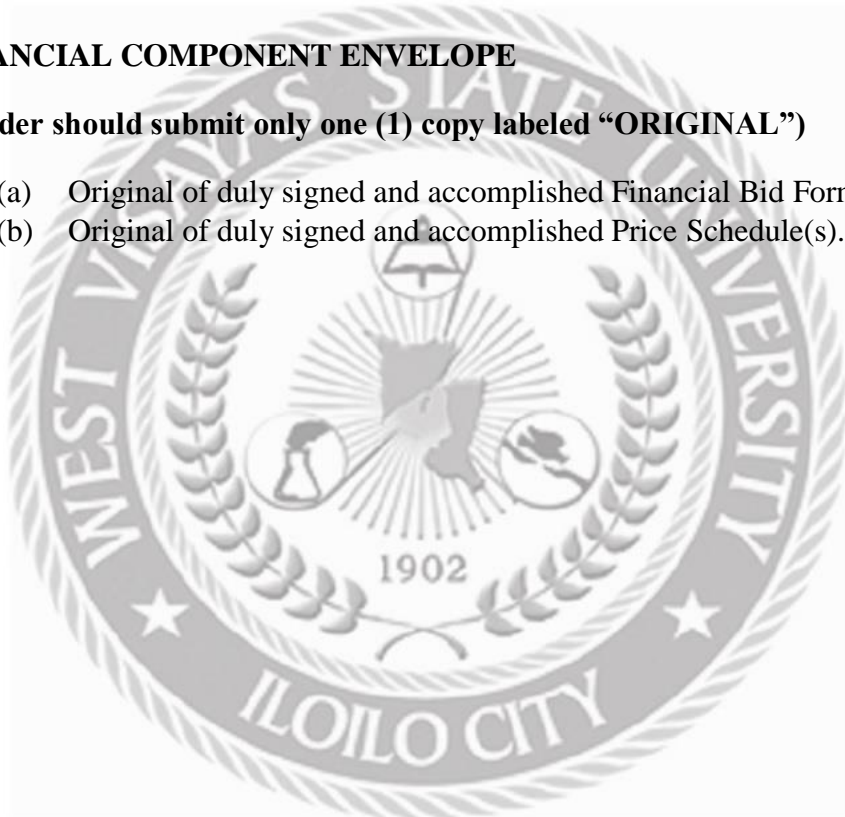 ANCIAL COMPONENT ENVELOPE
der should submit only one (1) copy labeled “ORIGINAL”)
(a) Original of duly signed and accomplished Financial Bid For
(b) Original of duly signed and accomplished Price Schedule(s).
WEST VISAYAS STATE UNIVERSITY
1902
ILOILO CITY